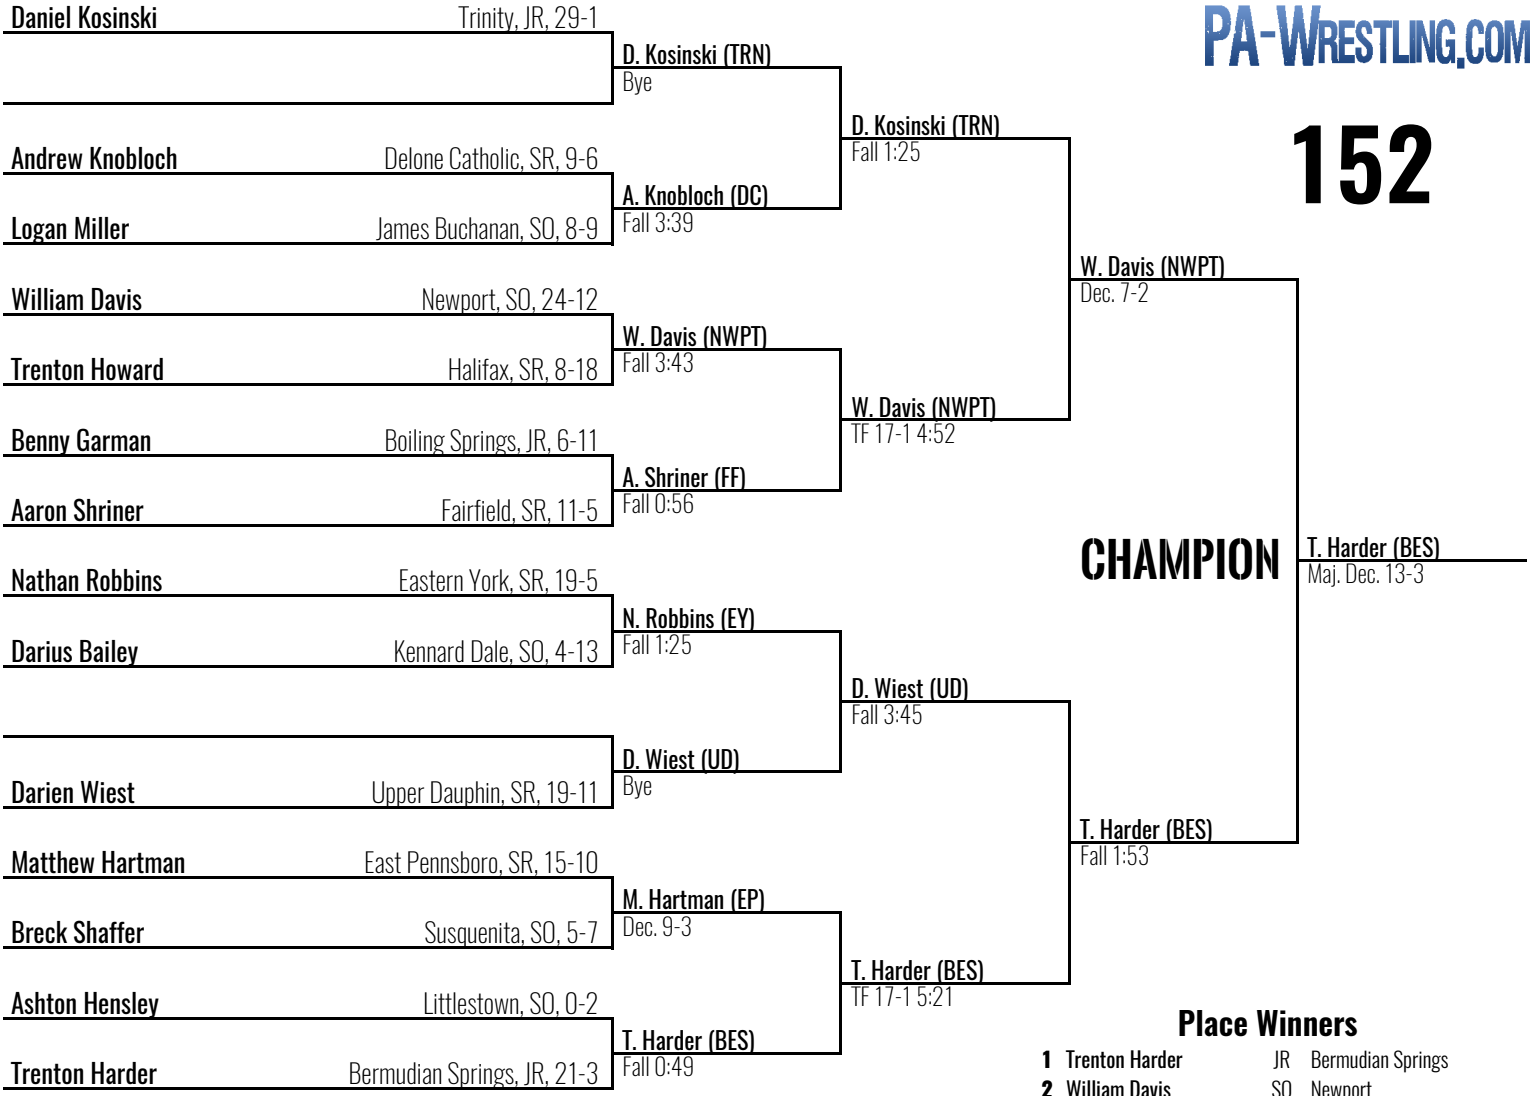 Daniel Kosinski Trinity, JR, 29-1
PA-WRESTLING.COM
D. Kosinski (TRN)
Bye
152
D. Kosinski (TRN)
Fall 1:25
Andrew Knobloch Delone Catholic, SR, 9-6
A. Knobloch (DC)
Fall 3:39
Logan Miller James Buchanan, SO, 8-9
W. Davis (NWPT)
Dec. 7-2
William Davis Newport, SO, 24-12
W. Davis (NWPT)
Fall 3:43
Trenton Howard Halifax, SR, 8-18
W. Davis (NWPT)
TF 17-1 4:52
Benny Garman Boiling Springs, JR, 6-11
A. Shriner (FF)
Fall 0:56
Aaron Shriner Fairfield, SR, 11-5
CHAMPION
T. Harder (BES)
Maj. Dec. 13-3
Nathan Robbins Eastern York, SR, 19-5
N. Robbins (EY)
Fall 1:25
Darius Bailey Kennard Dale, SO, 4-13
D. Wiest (UD)
Fall 3:45
D. Wiest (UD)
Bye
Darien Wiest Upper Dauphin, SR, 19-11
T. Harder (BES)
Fall 1:53
Matthew Hartman East Pennsboro, SR, 15-10
M. Hartman (EP)
Dec. 9-3
Breck Shaffer Susquenita, SO, 5-7
T. Harder (BES)
TF 17-1 5:21
Ashton Hensley Littlestown, SO, 0-2
T. Harder (BES)
Fall 0:49
Trenton Harder Bermudian Springs, JR, 21-3
Place Winners
1 Trenton Harder JR Bermudian Springs
2 William Davis SO Newport